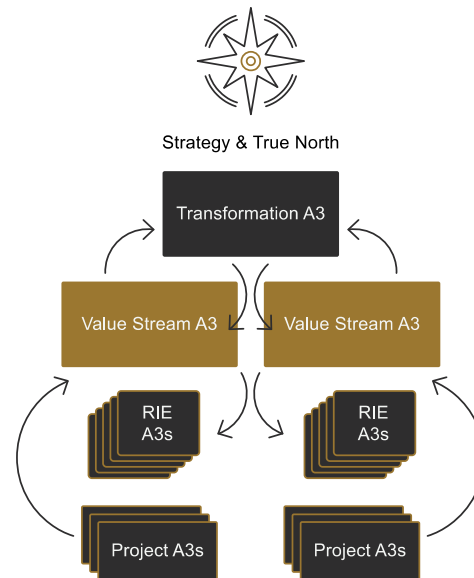 Strategy & True North
Transformation A3
Value Stream A3
Value Stream A3
RIE
A3s
RIE
A3s
Project A3s
Project A3s